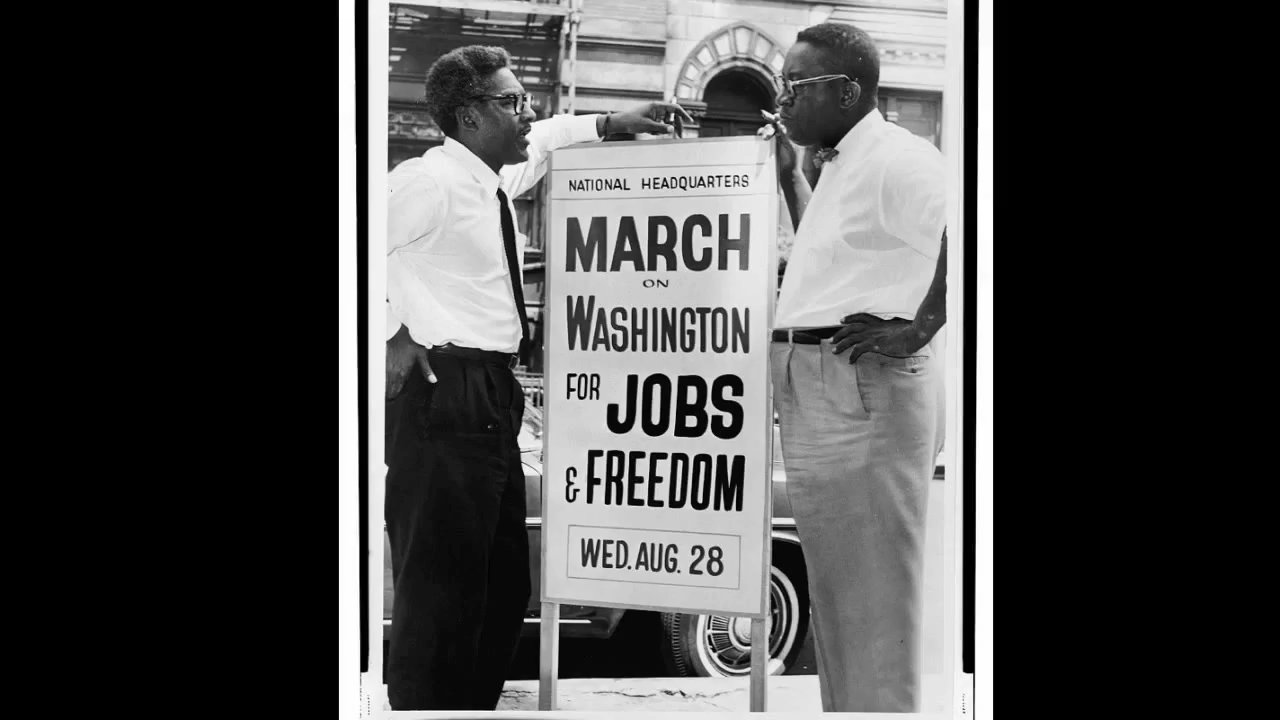 NATIONAL HEADQUARTERS
MARCH
ON
WASHINGTON
FOR JOBS
& FREEDOM
WED. AUG. 28